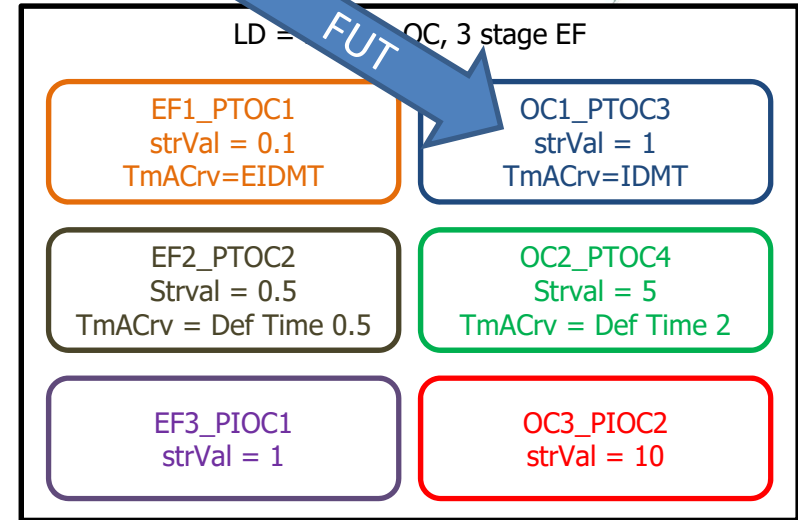 LD = OC, 3 stage EF
FUT
EF1_PTOC1
strVal = 0.1
TmACrv=EIDMT
OC1_PTOC3
strVal = 1
TmACrv=IDMT
EF2_PTOC2
Strval = 0.5
TmACrv = Def Time 0.5
OC2_PTOC4
Strval = 5
TmACrv = Def Time 2
EF3_PIOC1
strVal = 1
OC3_PIOC2
strVal = 10